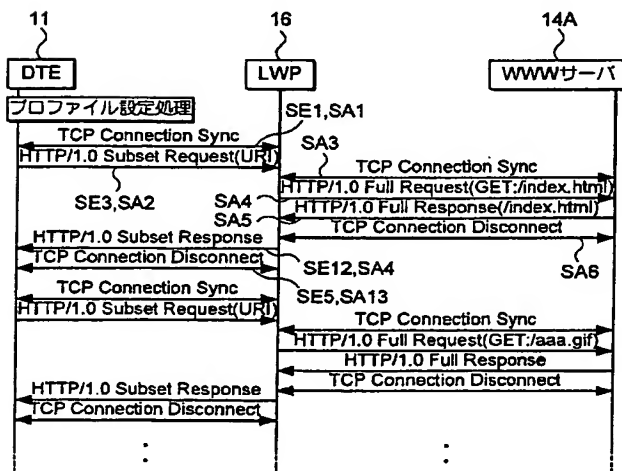 11
16
14A
DTE
LWP
WWWサーバ
プロファイル設定処理
SE1,SA1
TCP Connection Sync
HTTP/1.0 Subset Request(URI)
SA3
TCP Connection Sync
SE3,SA2
SA4
HTTP/1.0 Full Request(GET:/index.html)
SA5
HTTP/1.0 Full Response(/index.html)
TCP Connection Disconnect
HTTP/1.0 Subset Response
TCP Connection Disconnect
SE12,SA4
SA6
SE5,SA13
TCP Connection Sync
HTTP/1.0 Subset Request(URI)
TCP Connection Sync
HTTP/1.0 Full Request(GET:/aaa.gif)
HTTP/1.0 Full Response
TCP Connection Disconnect
HTTP/1.0 Subset Response
TCP Connection Disconnect